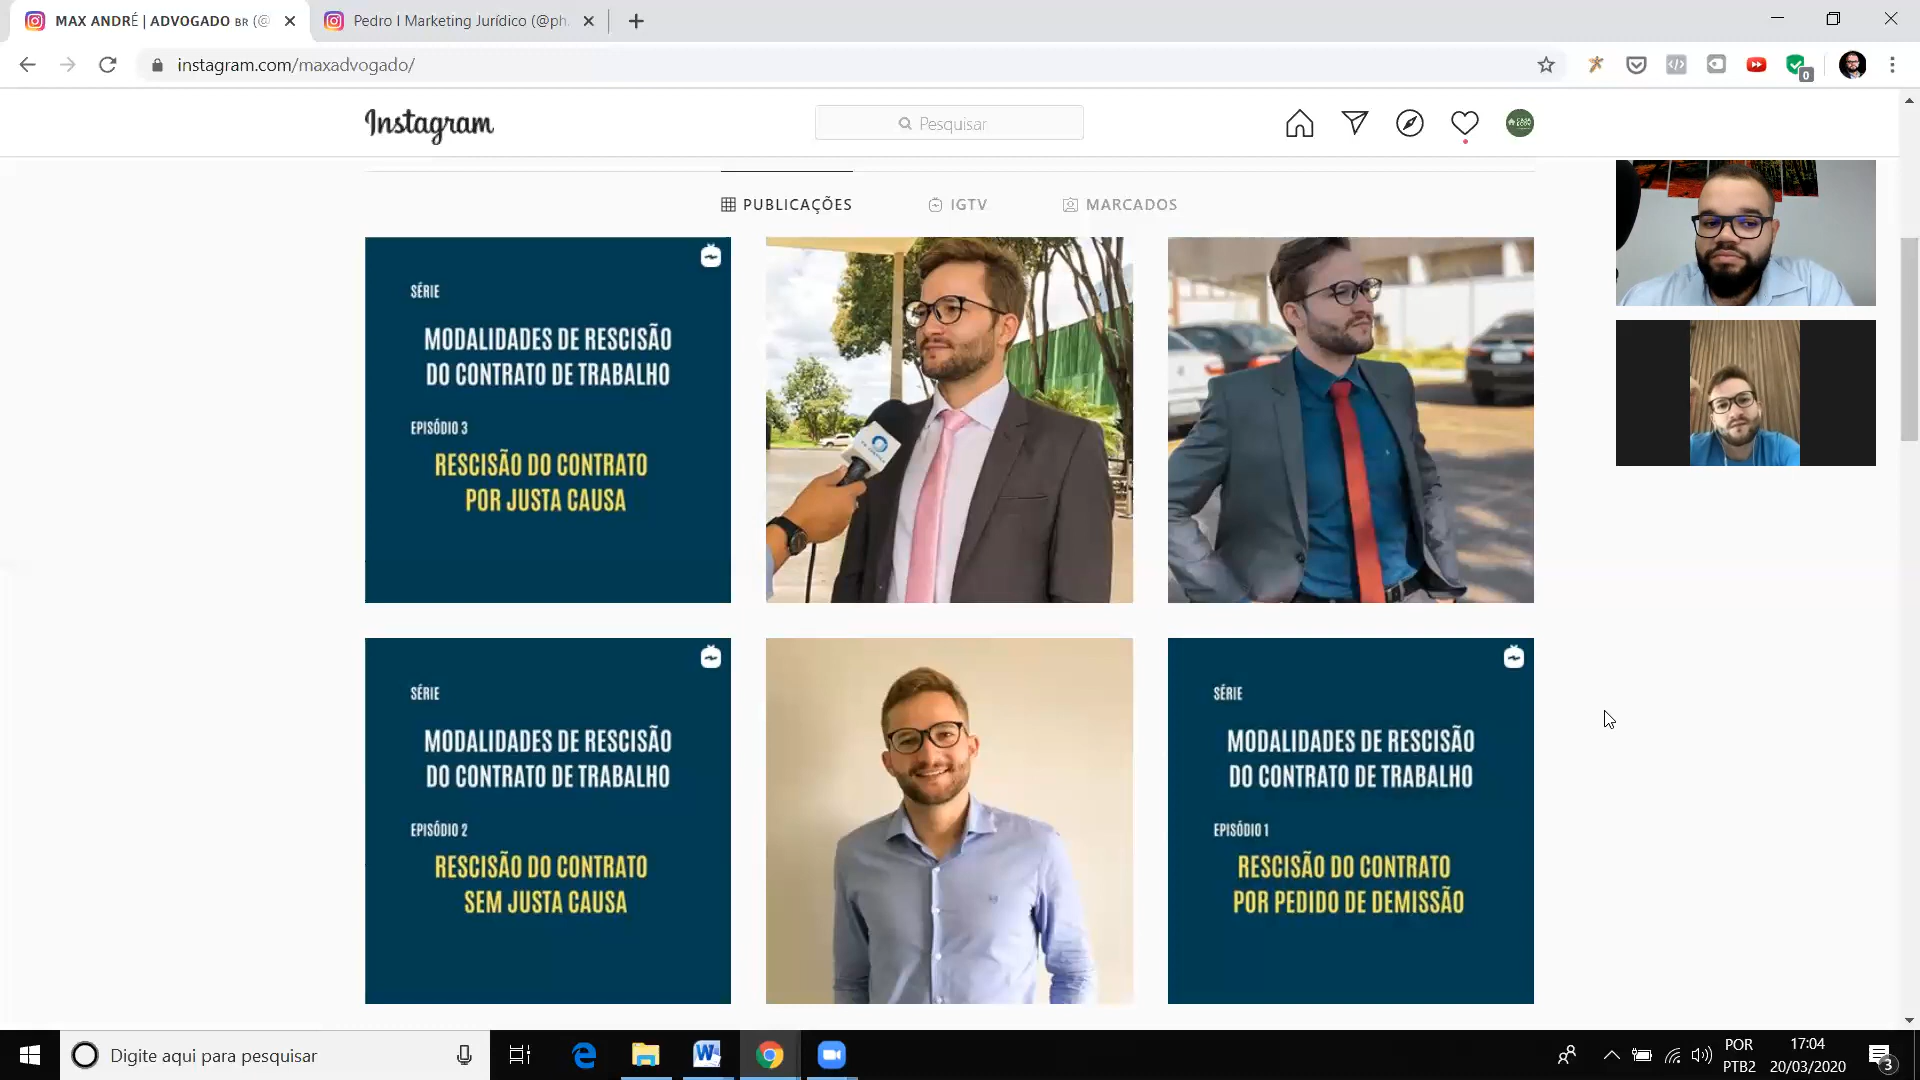 MAX ANDRÉ | ADVOGADO BR (@
Pedro I Marketing Jurídico (@ph
instagram.com/maxadvogado/
0
Instagram
Pesquisar
PUBLICAÇÕES
IGTV
MARCADOS
SÉRIE
MODALIDADES DE RESCISÃO
DO CONTRATO DE TRABALHO
EPISÓDIO 3
RESCISÃO DO CONTRATO
POR JUSTA CAUSA
SÉRIE
MODALIDADES DE RESCISÃO
DO CONTRATO DE TRABALHO
EPISÓDIO 2
RESCISÃO DO CONTRATO
SEM JUSTA CAUSA
SÉRIE
MODALIDADES DE RESCISÃO
DO CONTRATO DE TRABALHO
EPISÓDIO 1
RESCISÃO DO CONTRATO
POR PEDIDO DE DEMISSÃO
Digite aqui para pesquisar
POR
PTB2
17:04
20/03/2020
3